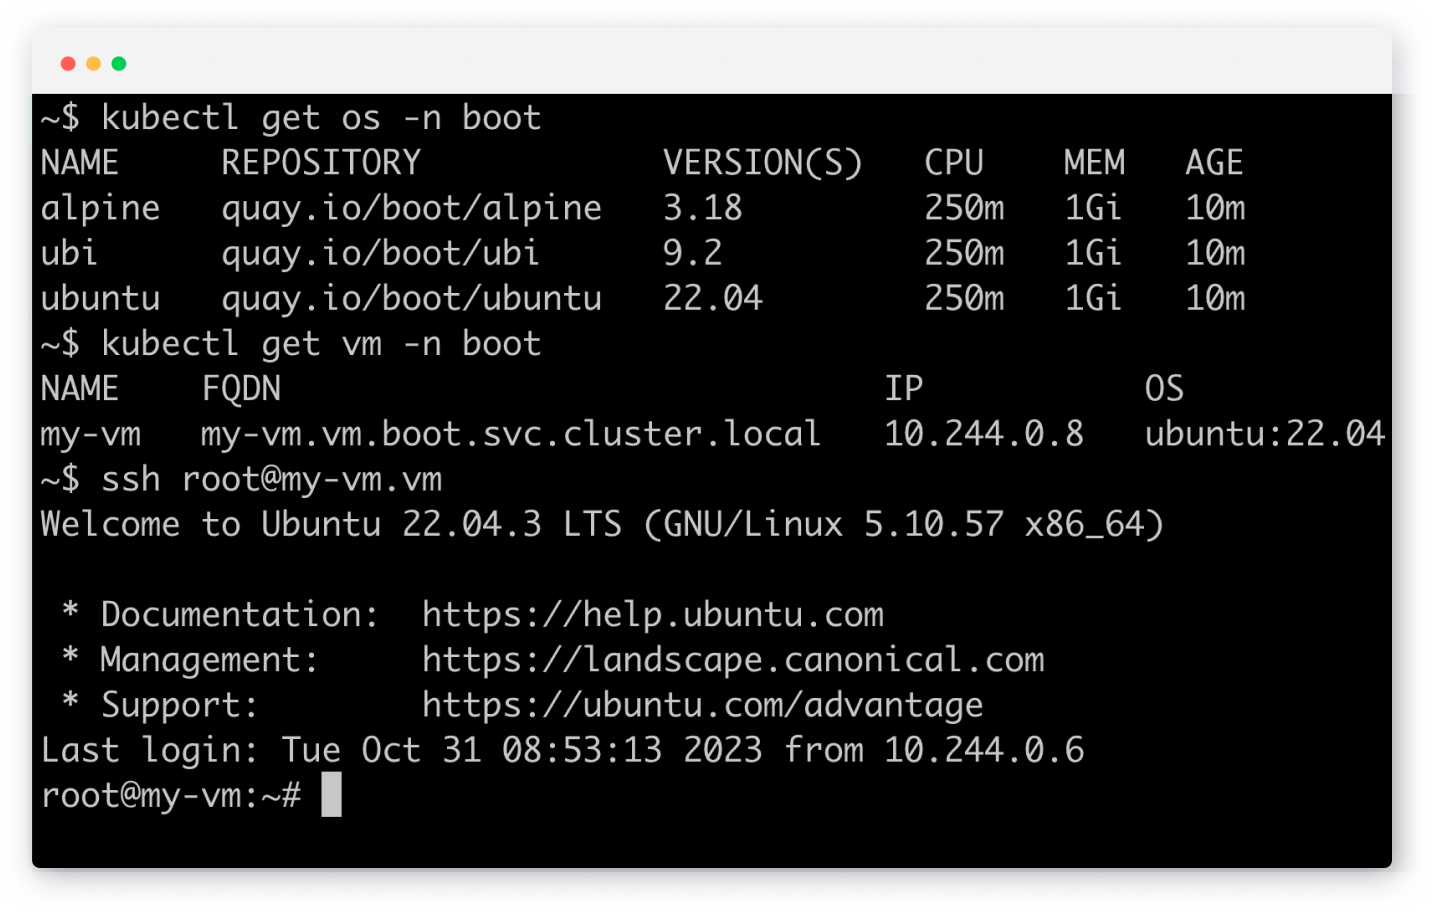 ~$ kubectl get os -n boot
NAME     REPOSITORY            VERSION(S)   CPU    MEM   AGE
alpine   quay.io/boot/alpine   3.18         250m   1Gi   10m
ubi      quay.io/boot/ubi      9.2          250m   1Gi   10m
ubuntu   quay.io/boot/ubuntu   22.04        250m   1Gi   10m
~$ kubectl get vm -n boot
NAME    FQDN                              IP           OS
my-vm   my-vm.vm.boot.svc.cluster.local   10.244.0.8   ubuntu:22.04
~$ ssh root@my-vm.vm
Welcome to Ubuntu 22.04.3 LTS (GNU/Linux 5.10.57 x86_64)

 * Documentation:  https://help.ubuntu.com
 * Management:     https://landscape.canonical.com
 * Support:        https://ubuntu.com/advantage
Last login: Tue Oct 31 08:53:13 2023 from 10.244.0.6
root@my-vm:~#